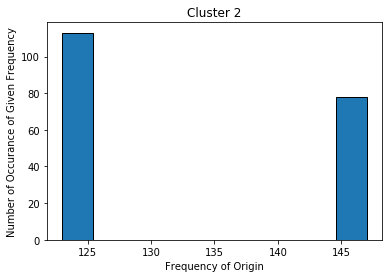 Cluster 2
Number of Occurance of Given Frequency
100
80
60
40
20
0
125 130 135 140 145
Frequency of Origin